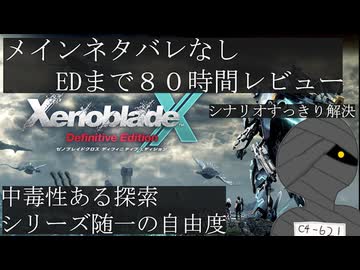 メインネタバレなし
EDまで８０時間レビュー
シナリオすっきり解決
XenobladeX
Definitive Edition
ゼノブレイドクロス ディフィニティブ エディション
中毒性ある探索
シリーズ随一の自由度
C4-621